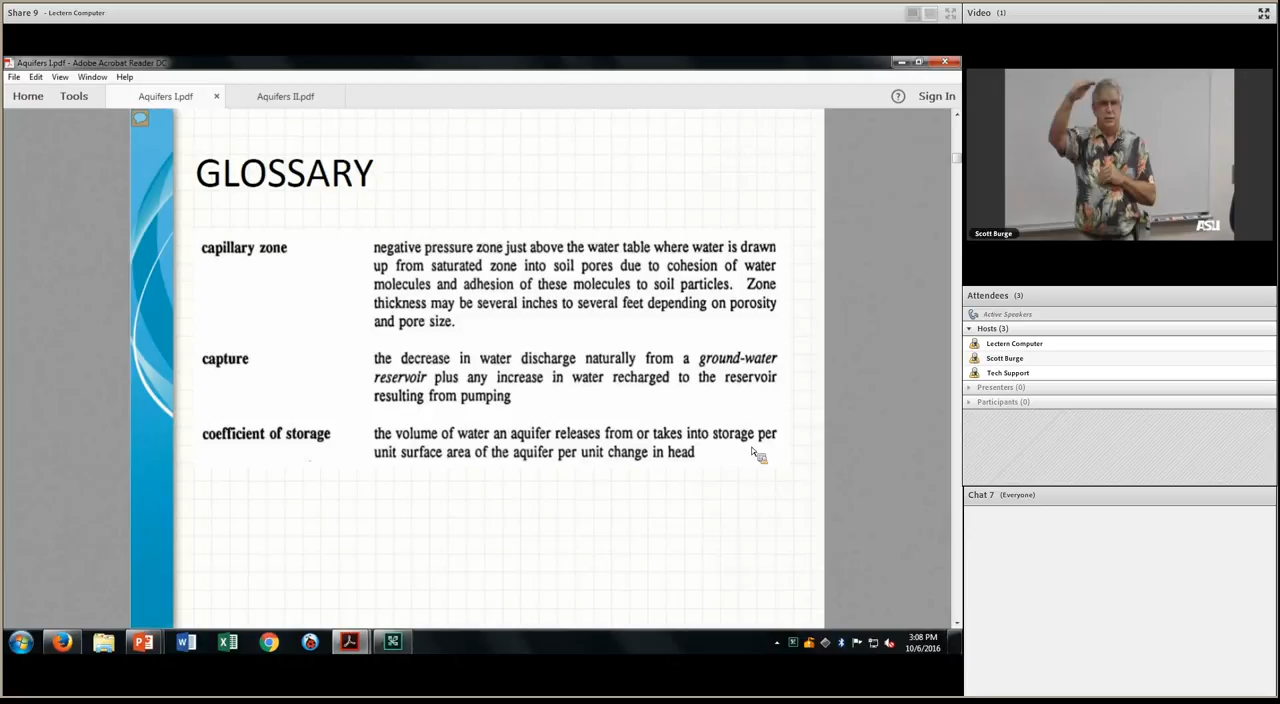 Share 9 - Lectern Computer
Video (1)
Aquifers I.pdf - Adobe Acrobat Reader DC
File Edit View Window Help
Home Tools Aquifers I.pdf × Aquifers II.pdf ? Sign In
GLOSSARY
capillary zone negative pressure zone just above the water table where water is drawn
up from saturated zone into soil pores due to cohesion of water
molecules and adhesion of these molecules to soil particles. Zone
thickness may be several inches to several feet depending on porosity
and pore size.
capture the decrease in water discharge naturally from a ground-water
reservoir plus any increase in water recharged to the reservoir
resulting from pumping
coefficient of storage the volume of water an aquifer releases from or takes into storage per
unit surface area of the aquifer per unit change in head
3:08 PM
10/6/2016
ASU
Scott Burge
Attendees (3)
Active Speakers
Hosts (3)
Lectern Computer
Scott Burge
Tech Support
Presenters (0)
Participants (0)
Chat 7 (Everyone)